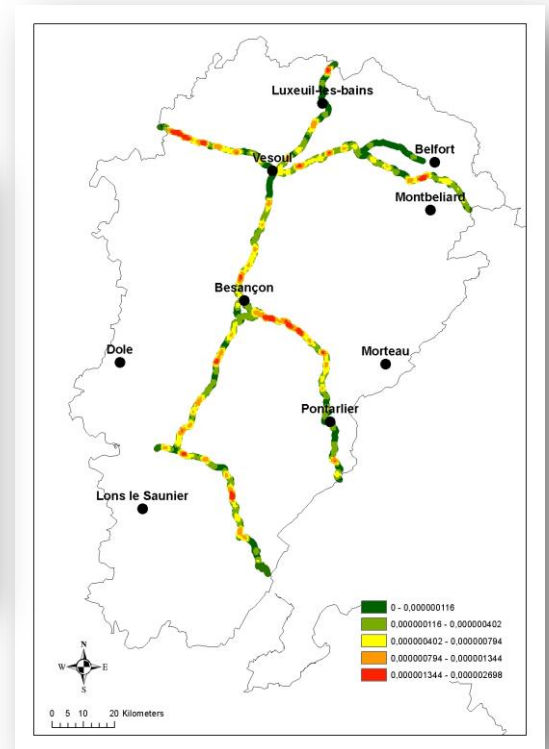 Luxeuil-les-bains
Vesoul
Belfort
Montbeliard
Besançon
Dole
Morteau
Pontarlier
Lons le Saunier
0 - 0,000000116
0,000000116 - 0,000000402
0,000000402 - 0,000000794
0,000000794 - 0,000001344
0,000001344 - 0,000002698
N
W E
S
0 5 10 20 Kilometers